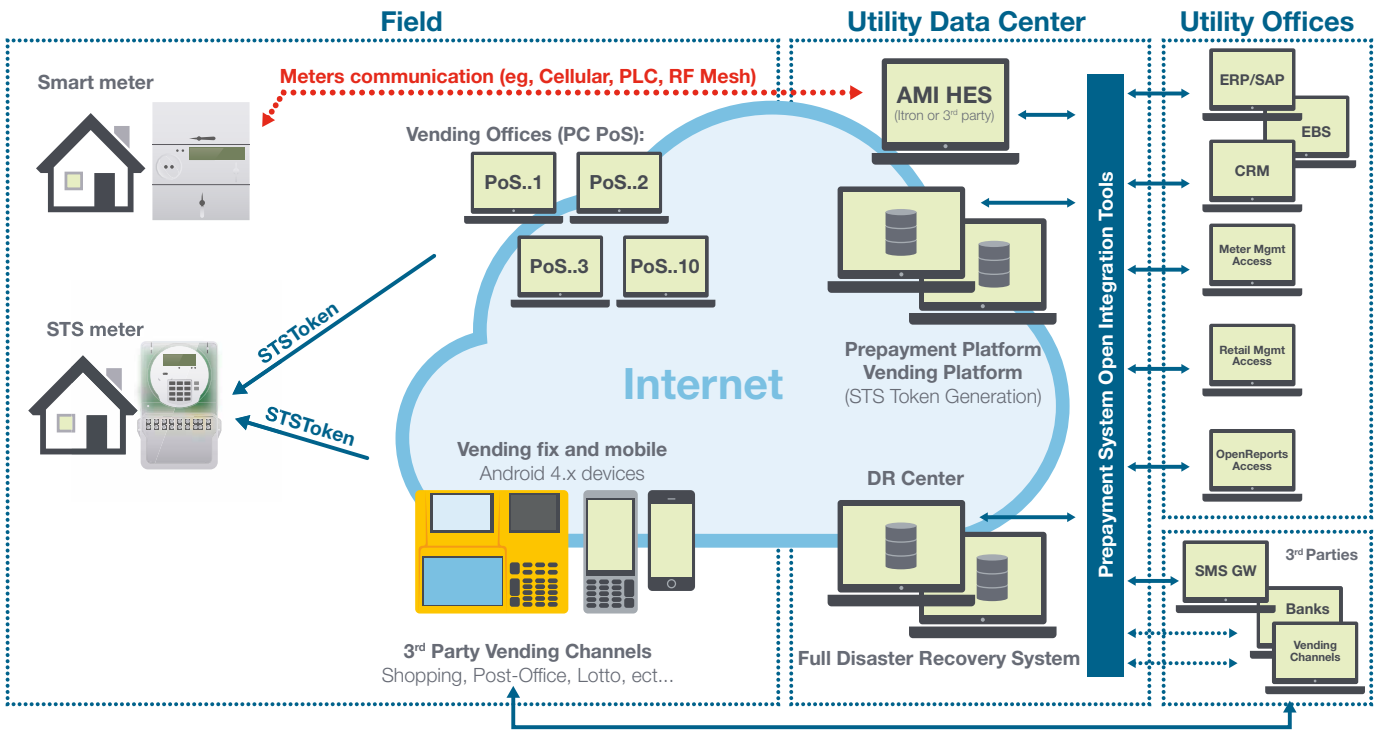 Field
Utility Data Center
Utility Offices
Smart meter
Meters communication (eg, Cellular, PLC, RF Mesh)
Vending Offices (PC PoS):
PoS..1
PoS..2
PoS..3
PoS..10
STS meter
STSToken
STSToken
Internet
Vending fix and mobile
Android 4.x devices
3rd Party Vending Channels
Shopping, Post-Office, Lotto, ect...
AMI HES
(Itron or 3rd party)
Prepayment Platform
Vending Platform
(STS Token Generation)
DR Center
Full Disaster Recovery System
Prepayment System Open Integration Tools
ERP/SAP
EBS
CRM
Meter Mgmt
Access
Retail Mgmt
Access
OpenReports
Access
3rd Parties
SMS GW
Banks
Vending
Channels